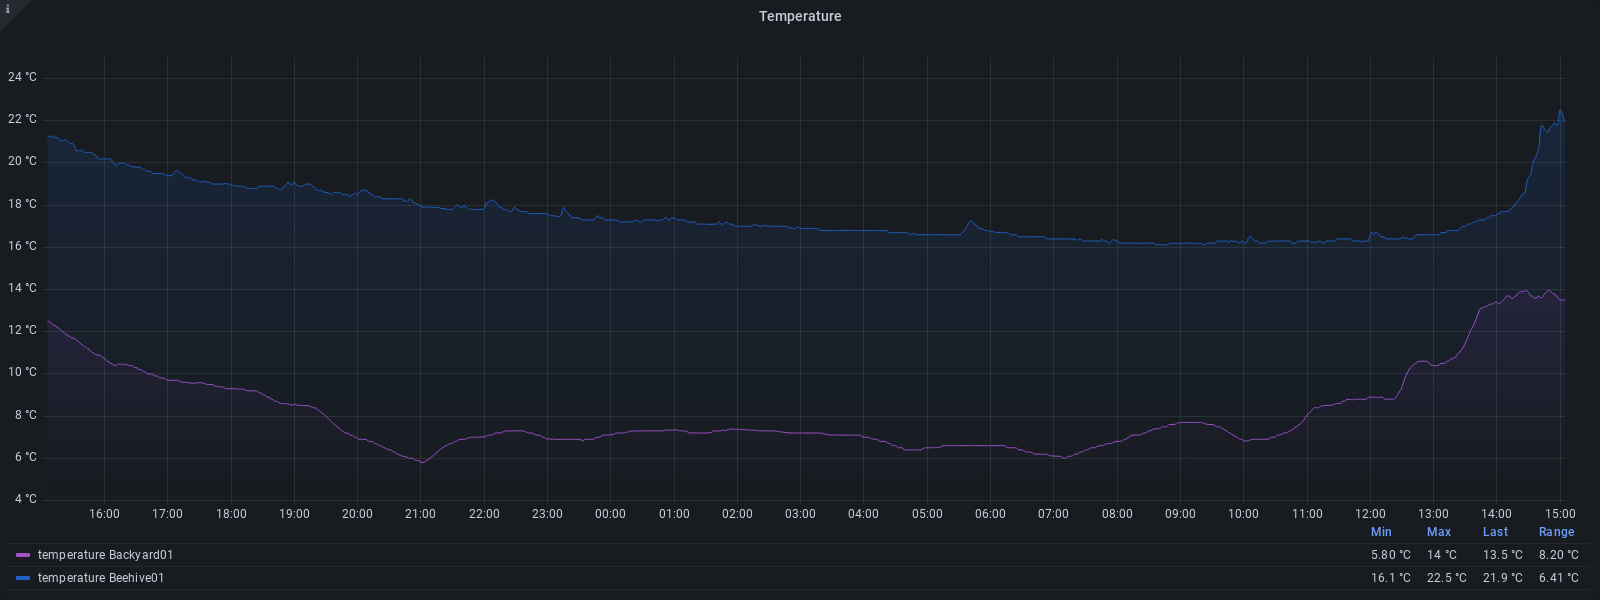 i
Temperature
24 °C
22 °C
20 °C
18 °C
16 °C
14 °C
12 °C
10 °C
8 °C
6 °C
4 °C
16:00 17:00 18:00 19:00 20:00 21:00 22:00 23:00 00:00 01:00 02:00 03:00 04:00 05:00 06:00 07:00 08:00 09:00 10:00 11:00 12:00 13:00 14:00 15:00
Min Max Last Range
temperature Backyard01 5.80 °C 14 °C 13.5 °C 8.20 °C
temperature Beehive01 16.1 °C 22.5 °C 21.9 °C 6.41 °C